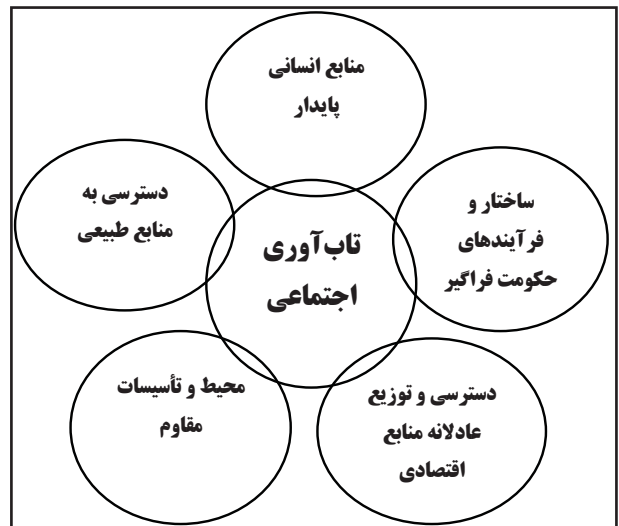 منابع انسانی
پایدار
دسترسی به
منابع طبیعی
ساختار و
فرآیندهای
حکومت فراگیر
تاب‌آوری
اجتماعی
محیط و تأسیسات
مقاوم
دسترسی و توزیع
عادلانه منابع
اقتصادی